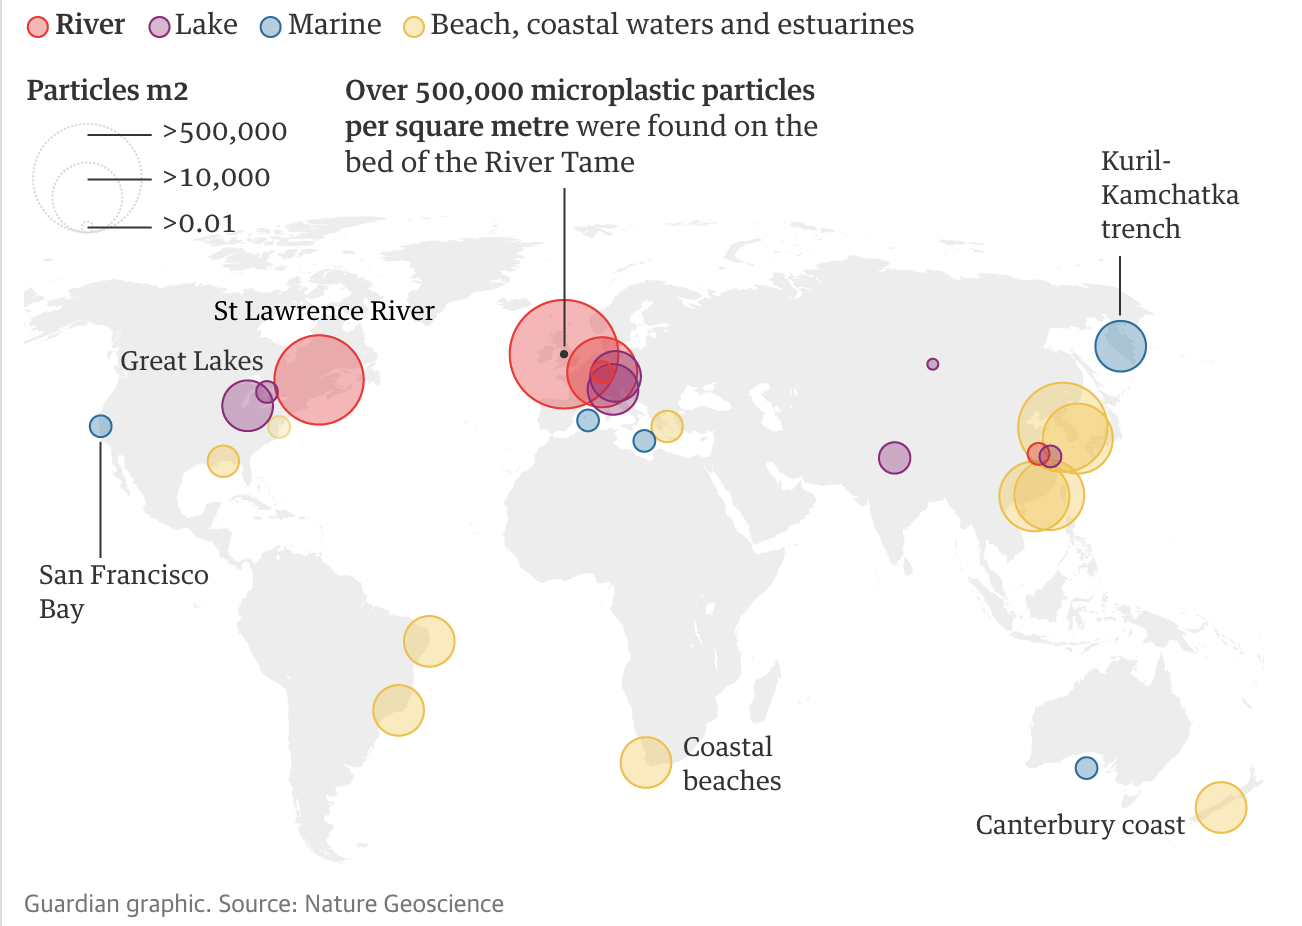 River Lake Marine Beach, coastal waters and estuarines
Particles m2
>500,000
>10,000
>0.01
Over 500,000 microplastic particles
per square metre were found on the
bed of the River Tame
Kuril-
Kamchatka
trench
St Lawrence River
Great Lakes
San Francisco
Bay
Coastal
beaches
Canterbury coast
Guardian graphic. Source: Nature Geoscience